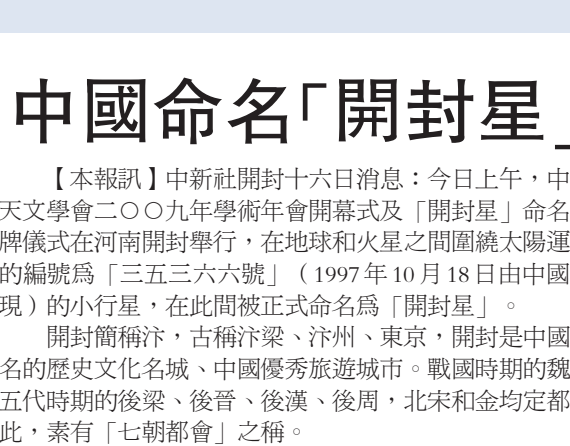 中國命名「開封星」
【本報訊】中新社開封十六日消息：今日上午，中
天文學會二〇〇九年學術年會開幕式及「開封星」命名
牌儀式在河南開封舉行，在地球和火星之間圍繞太陽運
的編號爲「三五三六六號」（1997年10月18日由中國
現）的小行星，在此間被正式命名爲「開封星」。
開封簡稱汴，古稱汴梁、汴州、東京，開封是中國
名的歷史文化名城、中國優秀旅遊城市。戰國時期的魏
五代時期的後梁、後晉、後漢、後周，北宋和金均定都
此，素有「七朝都會」之稱。